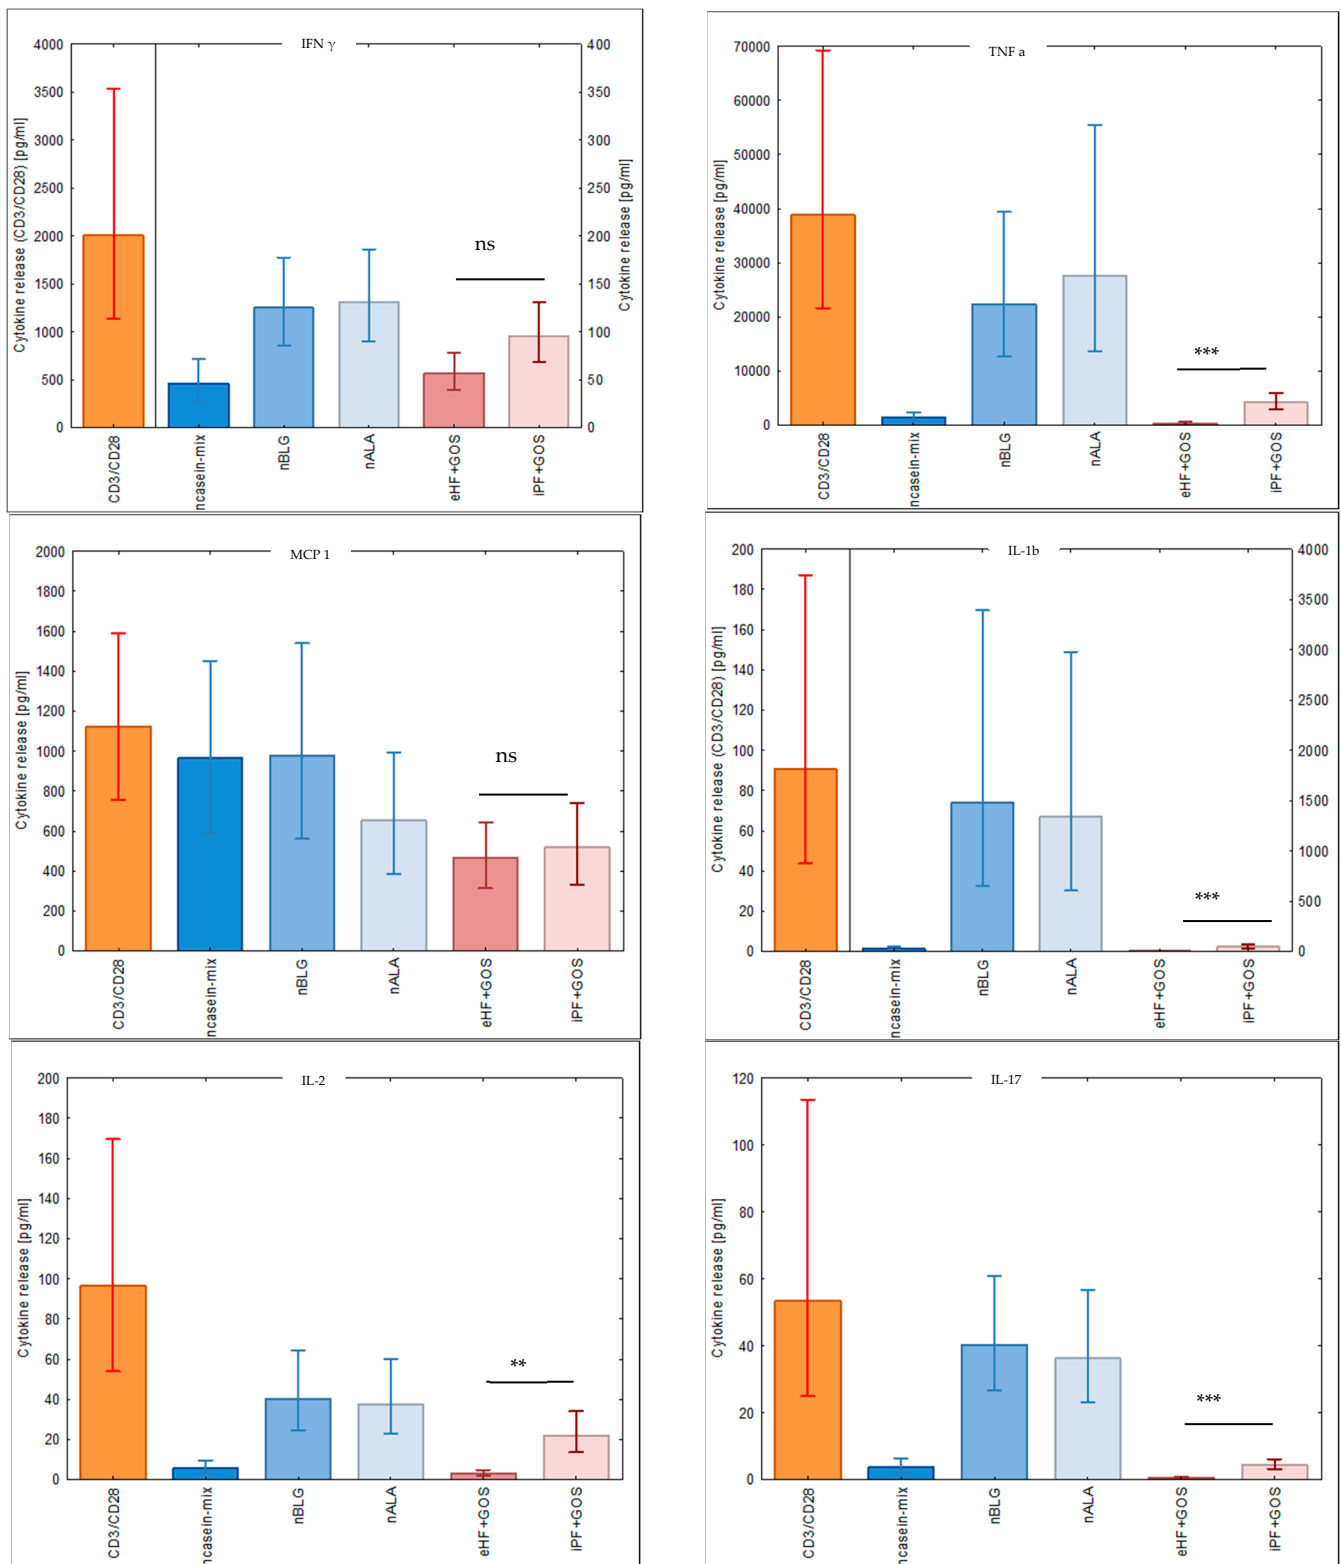 IFN γ
4000
3500
3000
2500
2000
1500
1000
500
0
400
350
300
250
200
150
100
50
0
Cytokine release (CD3/CD28) [pg/ml]
Cytokine release [pg/ml]
ns
CD3/CD28
ncasein-mix
nBLG
nALA
eHF+GOS
iPF+GOS
TNF a
70000
60000
50000
40000
30000
20000
10000
0
Cytokine release [pg/ml]
***
CD3/CD28
ncasein-mix
nBLG
nALA
eHF+GOS
iPF+GOS
MCP 1
2000
1800
1600
1400
1200
1000
800
600
400
200
0
Cytokine release [pg/ml]
ns
CD3/CD28
ncasein-mix
nBLG
nALA
eHF+GOS
iPF+GOS
IL-1b
200
180
160
140
120
100
80
60
40
20
0
4000
3500
3000
2500
2000
1500
1000
500
0
Cytokine release (CD3/CD28) [pg/ml]
***
CD3/CD28
ncasein-mix
nBLG
nALA
eHF+GOS
iPF+GOS
IL-2
200
180
160
140
120
100
80
60
40
20
0
Cytokine release [pg/ml]
**
CD3/CD28
ncasein-mix
nBLG
nALA
eHF+GOS
iPF+GOS
IL-17
120
100
80
60
40
20
0
Cytokine release [pg/ml]
***
CD3/CD28
ncasein-mix
nBLG
nALA
eHF+GOS
iPF+GOS